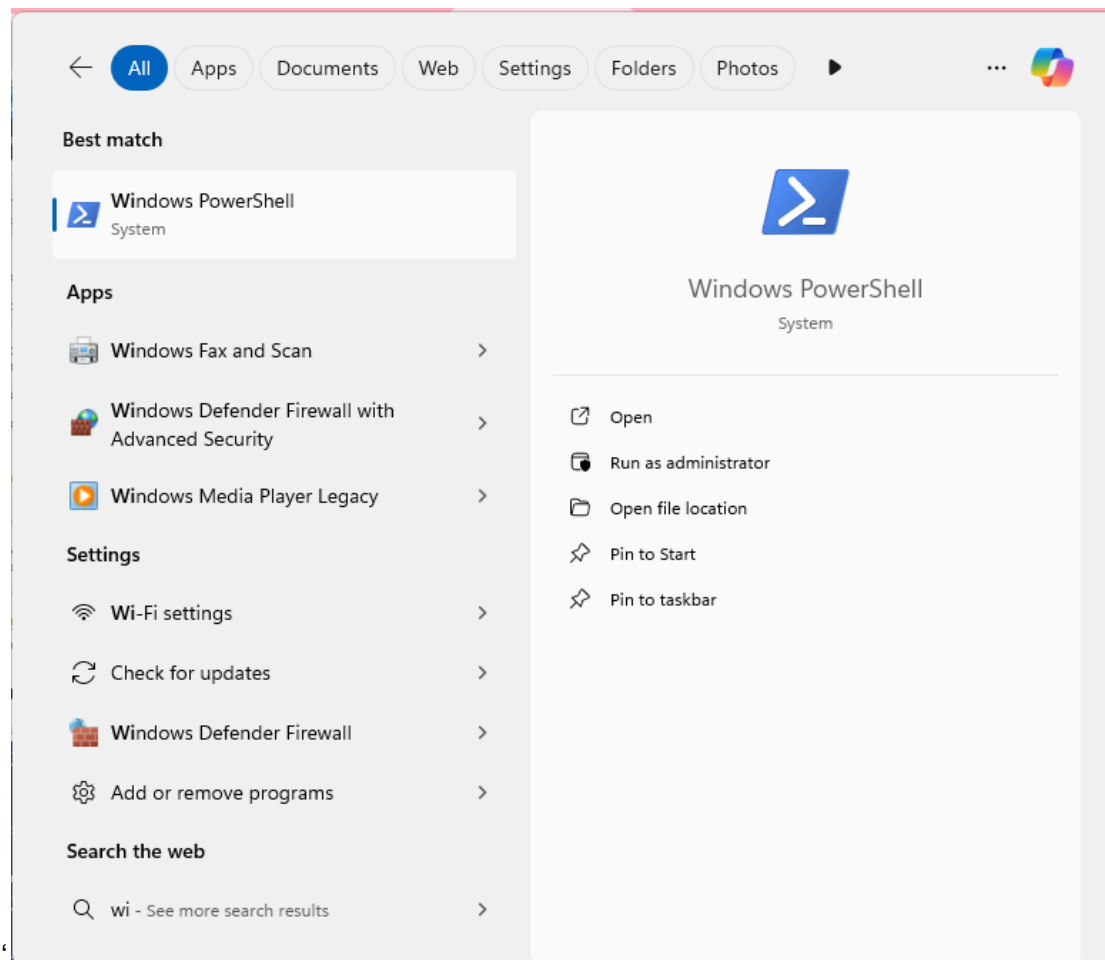 All Apps Documents Web Settings Folders Photos
Best match
Windows PowerShell
System
Apps
Windows Fax and Scan
Windows Defender Firewall with
Advanced Security
Windows Media Player Legacy
Settings
Wi-Fi settings
Check for updates
Windows Defender Firewall
Add or remove programs
Search the web
wi - See more search results
Windows PowerShell
System
Open
Run as administrator
Open file location
Pin to Start
Pin to taskbar